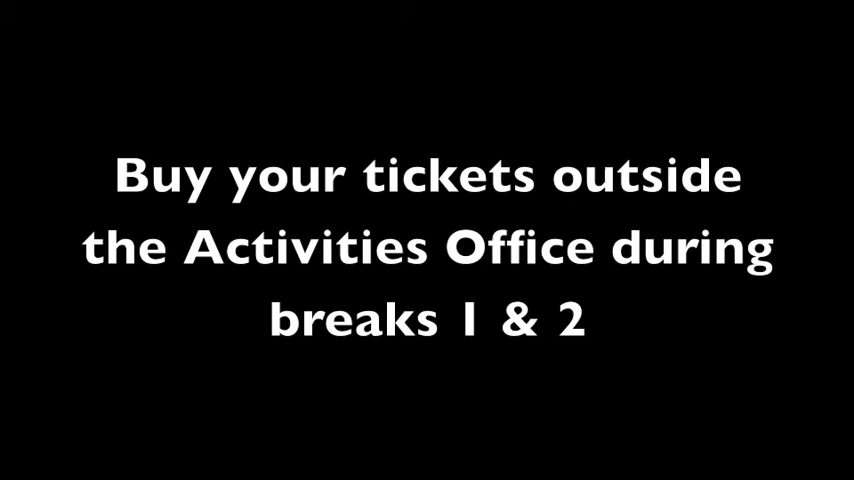 Buy your tickets outside
the Activities Office during
breaks 1 & 2